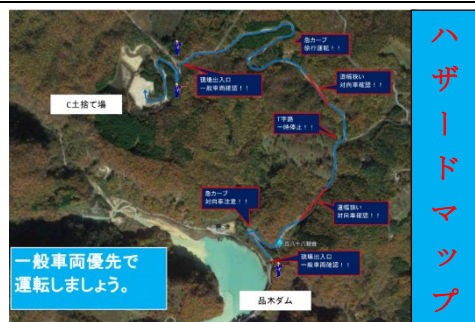 ハザードマップ
急カーブ
徐行運転！！
現場出入口
一般車両確認！！
道幅狭い
対向車確認！！
C土捨て場
T字路
一時停止！！
急カーブ
対向車注意！！
道幅狭い
対向車確認！！
現場出入口
一般車両確認！！
一般車両優先で
運転しましょう。
品木ダム